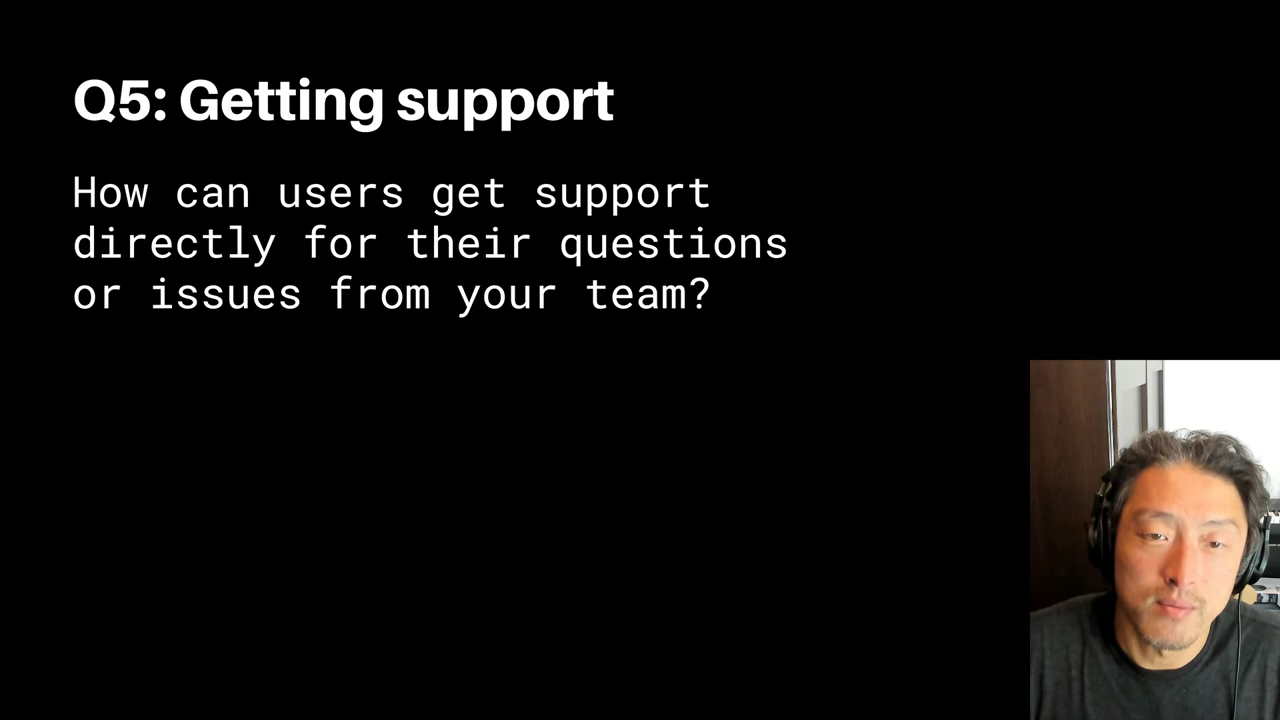 Q5: Getting support
How can users get support
directly for their questions
or issues from your team?